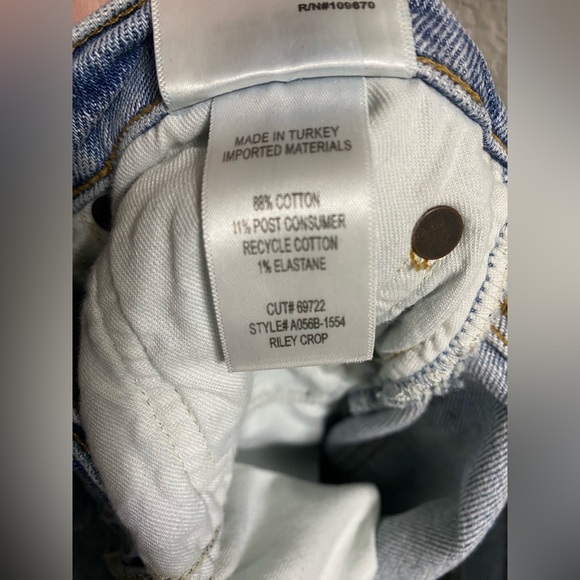 R/N#109870
MADE IN TURKEY
IMPORTED MATERIALS
88% COTTON
11% POST CONSUMER
RECYCLE COTTON
1% ELASTANE
CUT# 69722
STYLE# A056B-1554
RILEY CROP